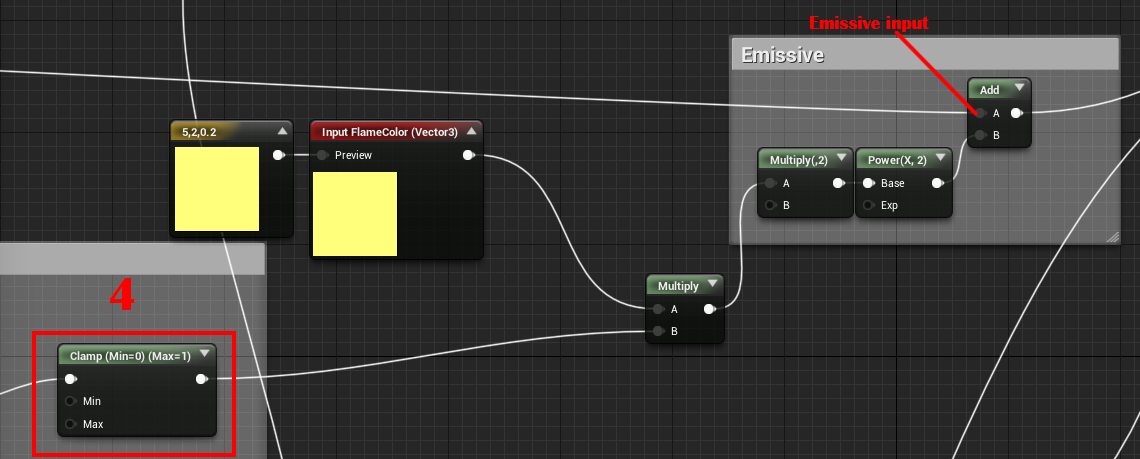 Emissive input
Emissive
Add
A
B
5,2,0.2
Input FlameColor (Vector3)
Preview
Multiply(,2)
A
B
Power(X, 2)
Base
Exp
4
Multiply
A
B
Clamp (Min=0) (Max=1)
Min
Max